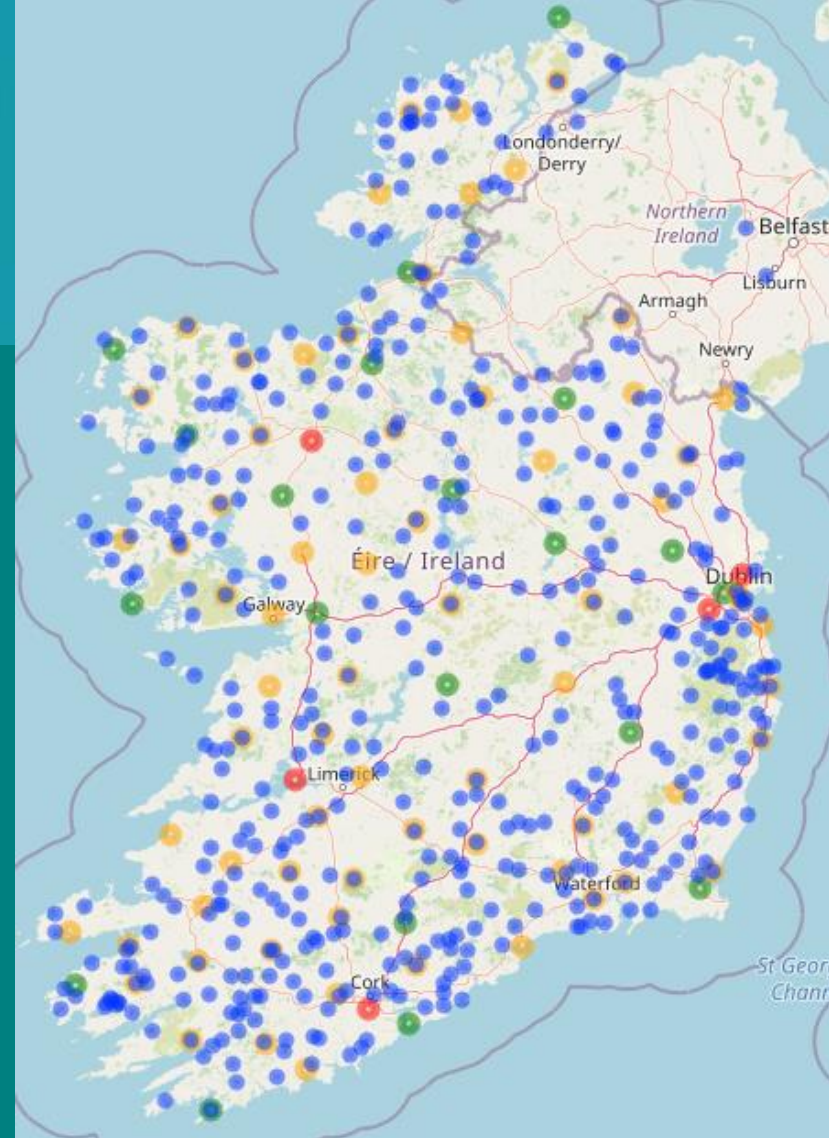 Londonderry/
Derry
Northern
Ireland
Belfast
Lisburn
Armagh
Newry
Éire / Ireland
Dublin
Galway
Limerick
Waterford
Cork
St Geor
Chann